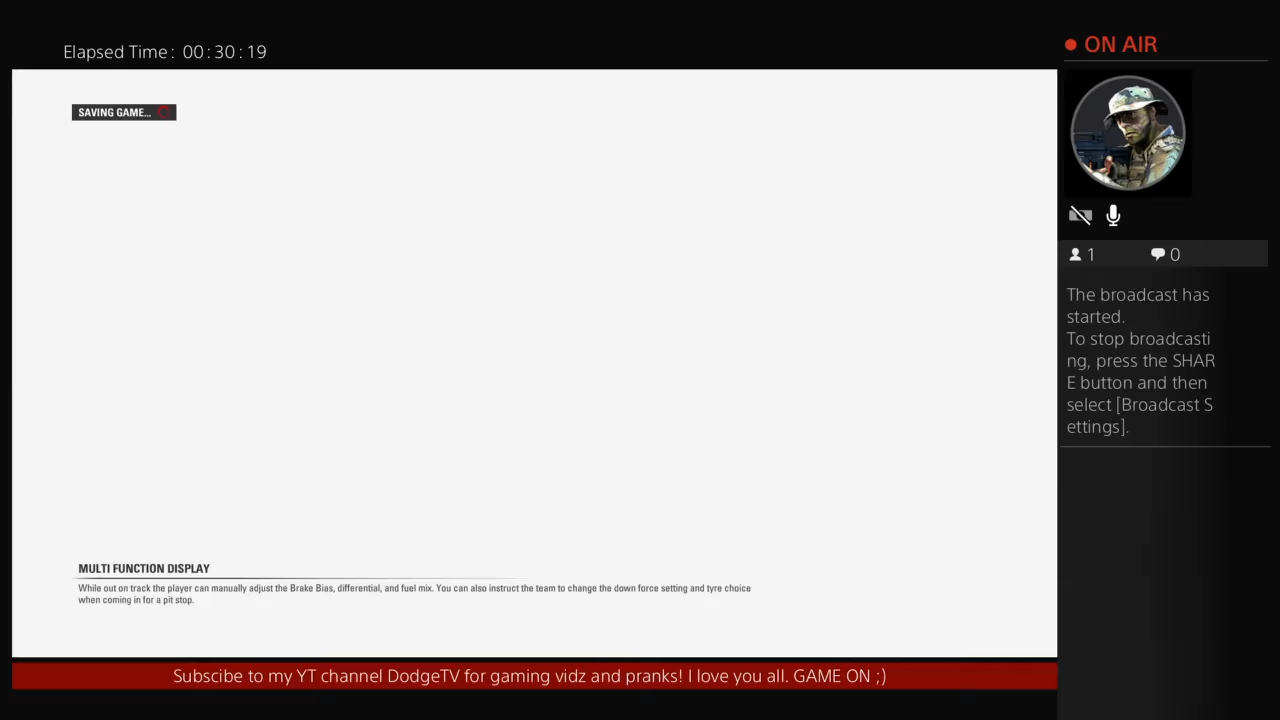 Elapsed Time: 00:30:19
ON AIR
SAVING GAME...
1 0
The broadcast has
started.
To stop broadcasti
ng, press the SHAR
E button and then
select [Broadcast S
ettings].
MULTI FUNCTION DISPLAY
While out on track the player can manually adjust the Brake Bias, differential, and fuel mix. You can also instruct the team to change the down force setting and tyre choice
when coming in for a pit stop.
Subscibe to my YT channel DodgeTV for gaming vidz and pranks! I love you all. GAME ON ;)